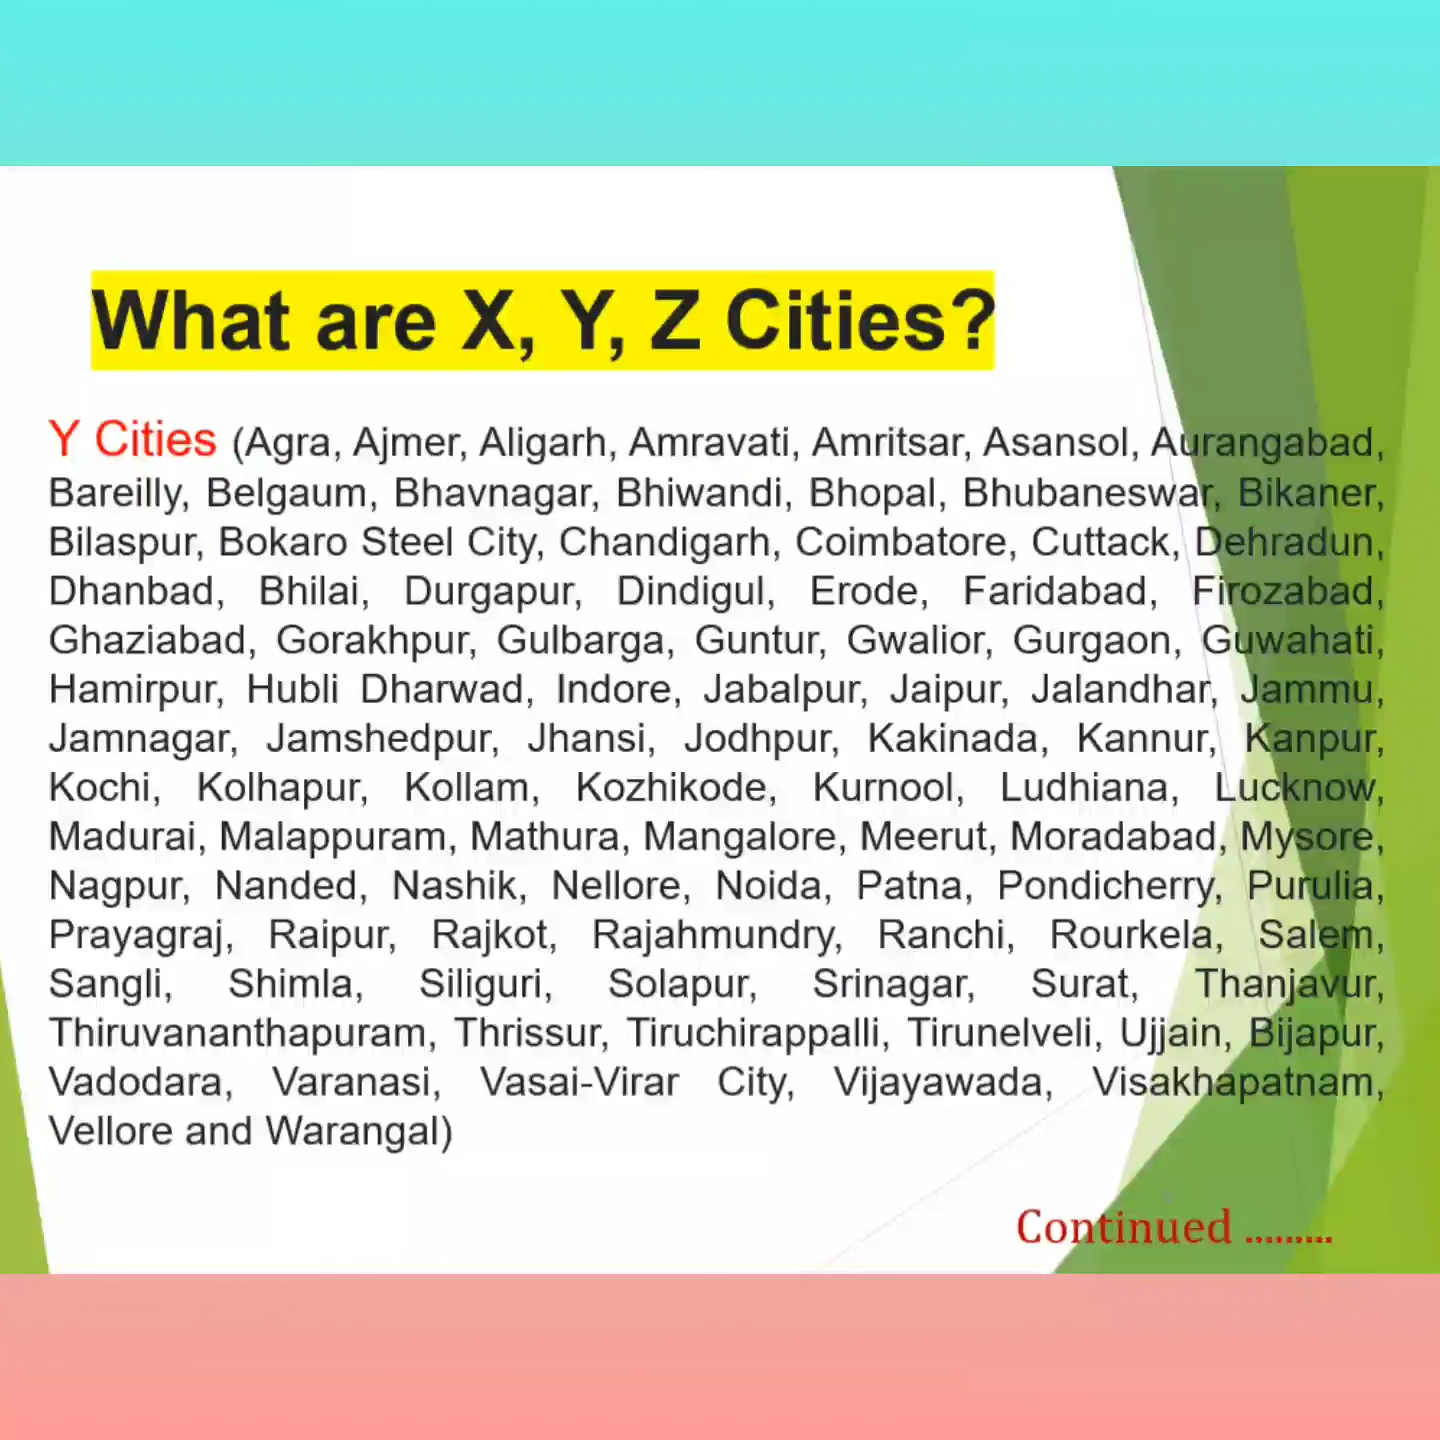 What are X, Y, Z Cities?
Y Cities (Agra, Ajmer, Aligarh, Amravati, Amritsar, Asansol, Aurangabad,
Bareilly, Belgaum, Bhavnagar, Bhiwandi, Bhopal, Bhubaneswar, Bikaner,
Bilaspur, Bokaro Steel City, Chandigarh, Coimbatore, Cuttack, Dehradun,
Dhanbad, Bhilai, Durgapur, Dindigul, Erode, Faridabad, Firozabad,
Ghaziabad, Gorakhpur, Gulbarga, Guntur, Gwalior, Gurgaon, Guwahati,
Hamirpur, Hubli Dharwad, Indore, Jabalpur, Jaipur, Jalandhar, Jammu,
Jamnagar, Jamshedpur, Jhansi, Jodhpur, Kakinada, Kannur, Kanpur,
Kochi, Kolhapur, Kollam, Kozhikode, Kurnool, Ludhiana, Lucknow,
Madurai, Malappuram, Mathura, Mangalore, Meerut, Moradabad, Mysore,
Nagpur, Nanded, Nashik, Nellore, Noida, Patna, Pondicherry, Purulia,
Prayagraj, Raipur, Rajkot, Rajahmundry, Ranchi, Rourkela, Salem,
Sangli, Shimla, Siliguri, Solapur, Srinagar, Surat, Thanjavur,
Thiruvananthapuram, Thrissur, Tiruchirappalli, Tirunelveli, Ujjain, Bijapur,
Vadodara, Varanasi, Vasai-Virar City, Vijayawada, Visakhapatnam,
Vellore and Warangal)
Continued .........